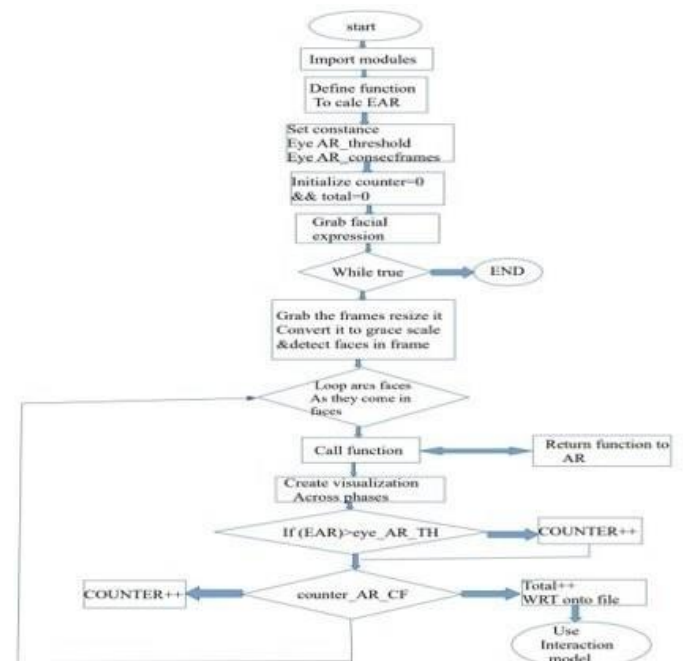 start
Import modules
Define function
To calc EAR
Set constance
Eye AR_threshold
Eye AR_consecframes
Initialize counter=0
&& total=0
Grab facial
expression
While true
END
Grab the frames resize it
Convert it to grace scale
&detect faces in frame
Loop arcs faces
As they come in
faces
Call function
Return function to
AR
Create visualization
Across phases
If (EAR)>eye_AR_TH
COUNTER++
COUNTER++
counter_AR_CF
Total++
WRT onto file
Use
Interaction
model